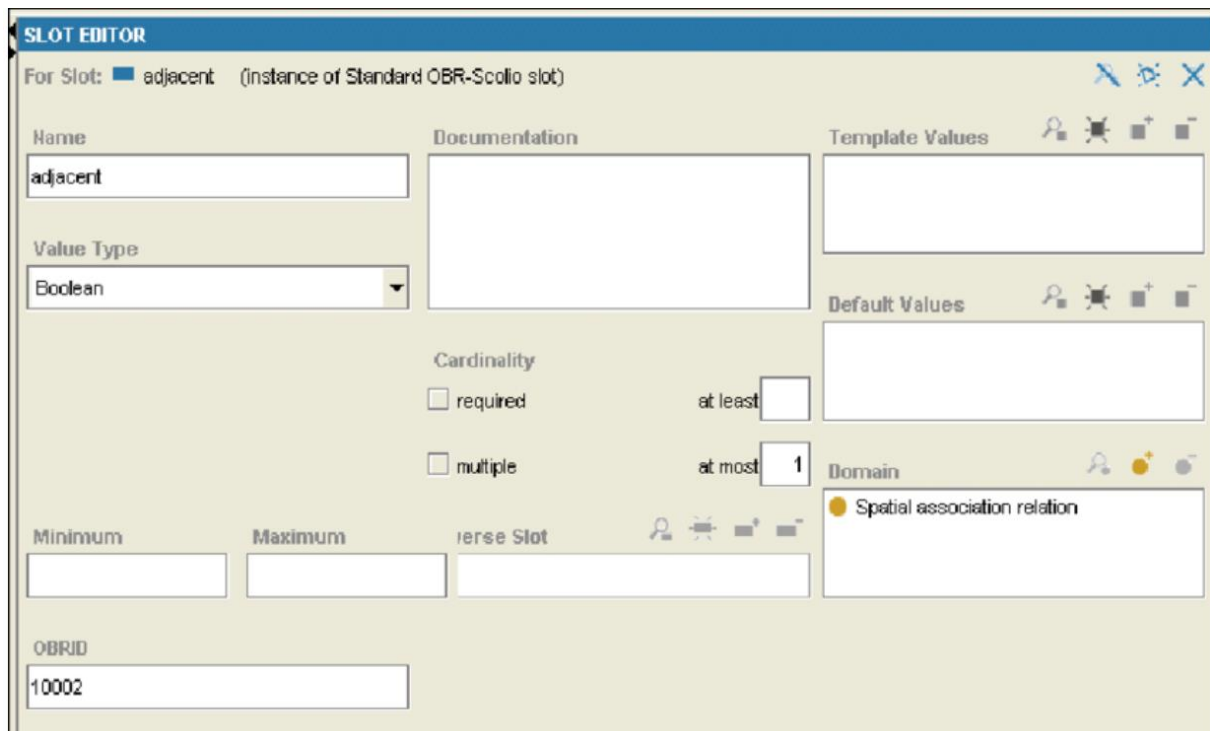 SLOT EDITOR
For Slot: adjacent (instance of Standard OBR-Scolio slot)
Name
adjacent
Value Type
Boolean
Documentation
Template Values
Default Values
Cardinality
required at least
multiple at most 1
Domain
Spatial association relation
Minimum Maximum verse Slot
OBRID
10002